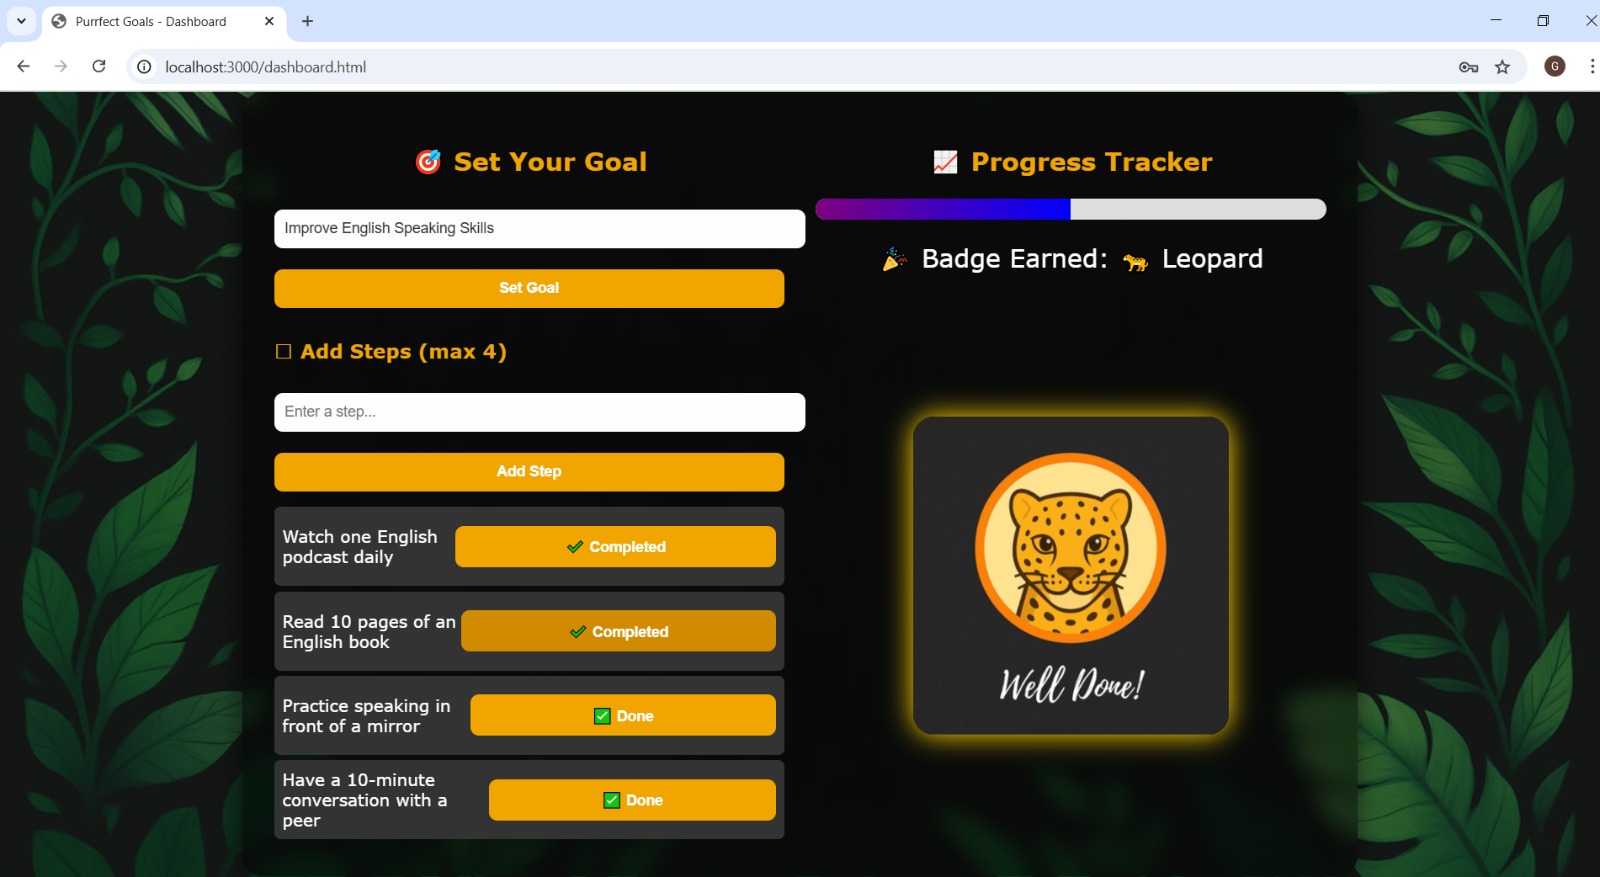 Purrfect Goals - Dashboard
localhost:3000/dashboard.html
G
🎯 Set Your Goal
Improve English Speaking Skills
Set Goal
☐ Add Steps (max 4)
Enter a step...
Add Step
Watch one English
podcast daily
✔ Completed
Read 10 pages of an
English book
✔ Completed
Practice speaking in
front of a mirror
✅ Done
Have a 10-minute
conversation with a
peer
✅ Done
📈 Progress Tracker
🎉 Badge Earned: 🐆 Leopard
Well Done!